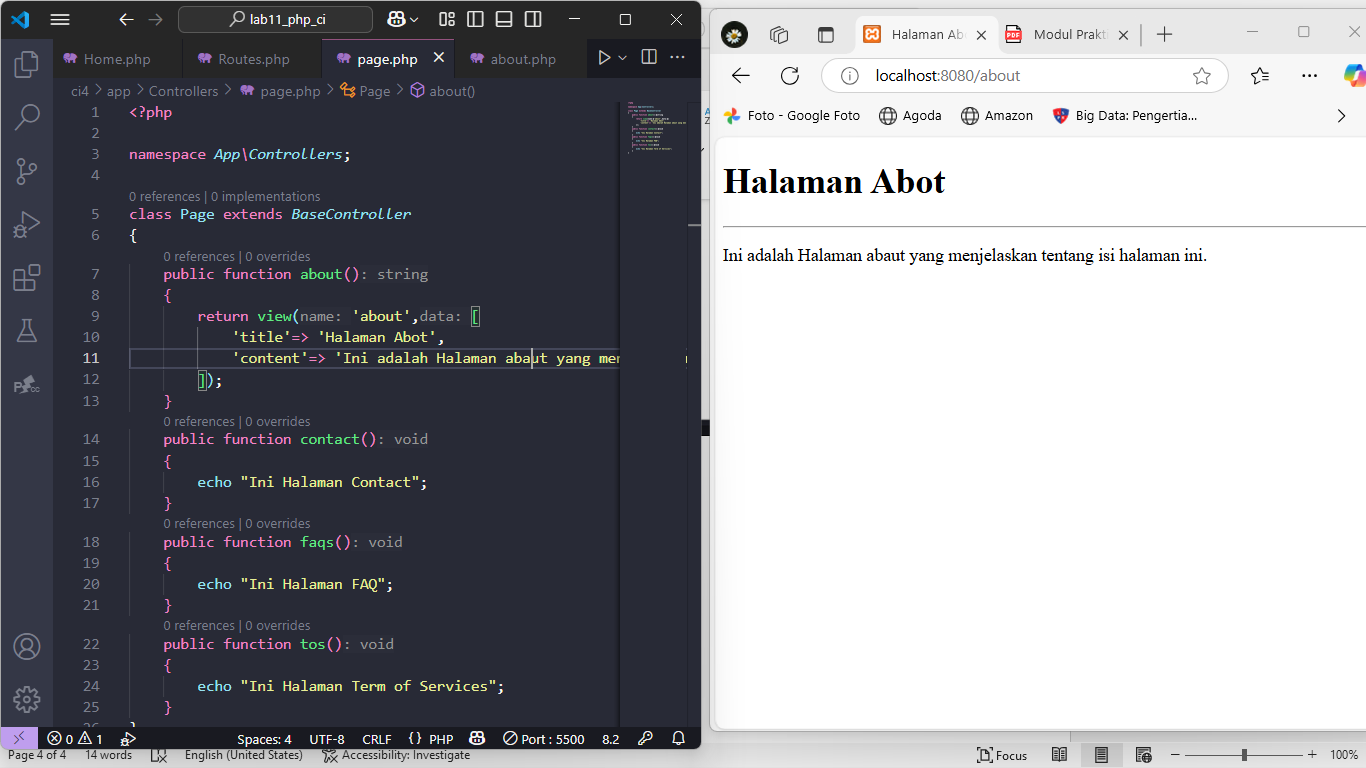 lab11_php_ci
Home.php
Routes.php
page.php
about.php
ci4 > app > Controllers > page.php > Page > about()
1 <?php
2
3 namespace App\Controllers;
4
0 references | 0 implementations
5 class Page extends BaseController
6 {
0 references | 0 overrides
7 public function about(): string
8 {
9 return view(name: 'about',data: [
10 'title'=> 'Halaman Abot',
11 'content'=> 'Ini adalah Halaman abaut yang mer
12 ]);
13 }
0 references | 0 overrides
14 public function contact(): void
15 {
16 echo "Ini Halaman Contact";
17 }
0 references | 0 overrides
18 public function faqs(): void
19 {
20 echo "Ini Halaman FAQ";
21 }
0 references | 0 overrides
22 public function tos(): void
23 {
24 echo "Ini Halaman Term of Services";
25 }
0 1 Spaces: 4 UTF-8 CRLF {} PHP Port : 5500 8.2
Page 4 of 4 14 words English (United States) Accessibility: Investigate
Halaman Ab
PDF
Modul Prakt
localhost:8080/about
Foto - Google Foto
Agoda
Amazon
Big Data: Pengertia...
Halaman Abot
Ini adalah Halaman abaut yang menjelaskan tentang isi halaman ini.
Focus
100%